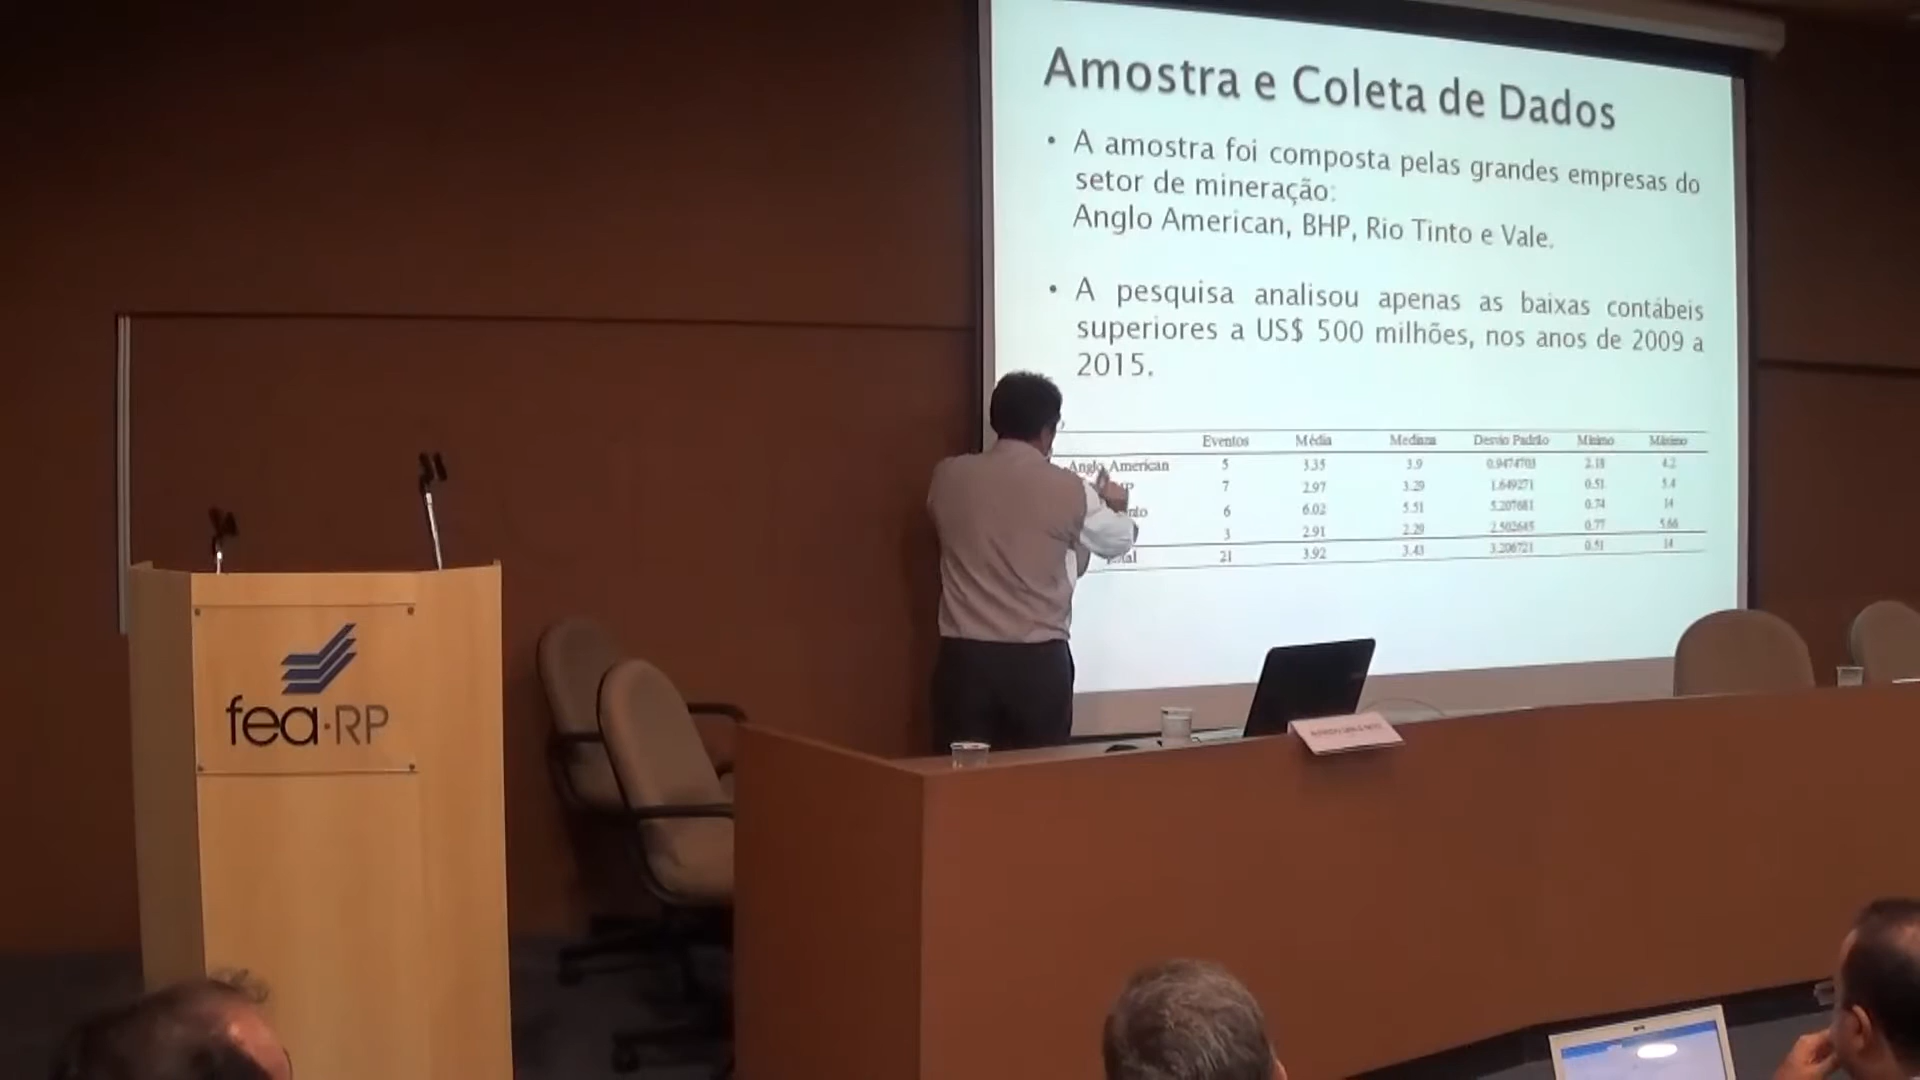 Amostra e Coleta de Dados
• A amostra foi composta pelas grandes empresas do
setor de mineração:
Anglo American, BHP, Rio Tinto e Vale.
• A pesquisa analisou apenas as baixas contábeis
superiores a US$ 500 milhões, nos anos de 2009 a
2015.
Eventos Média Mediana Desvio Padrão Mínimo Máximo
Anglo American 5 3.35 3.9 0.9474703 2.18 4.2
7 2.97 3.29 1.649271 0.51 5.4
6 6.02 5.51 5.207681 0.74 14
3 2.91 2.29 2.502645 0.77 5.66
21 3.92 3.43 3.206721 0.51 14
fea·RP